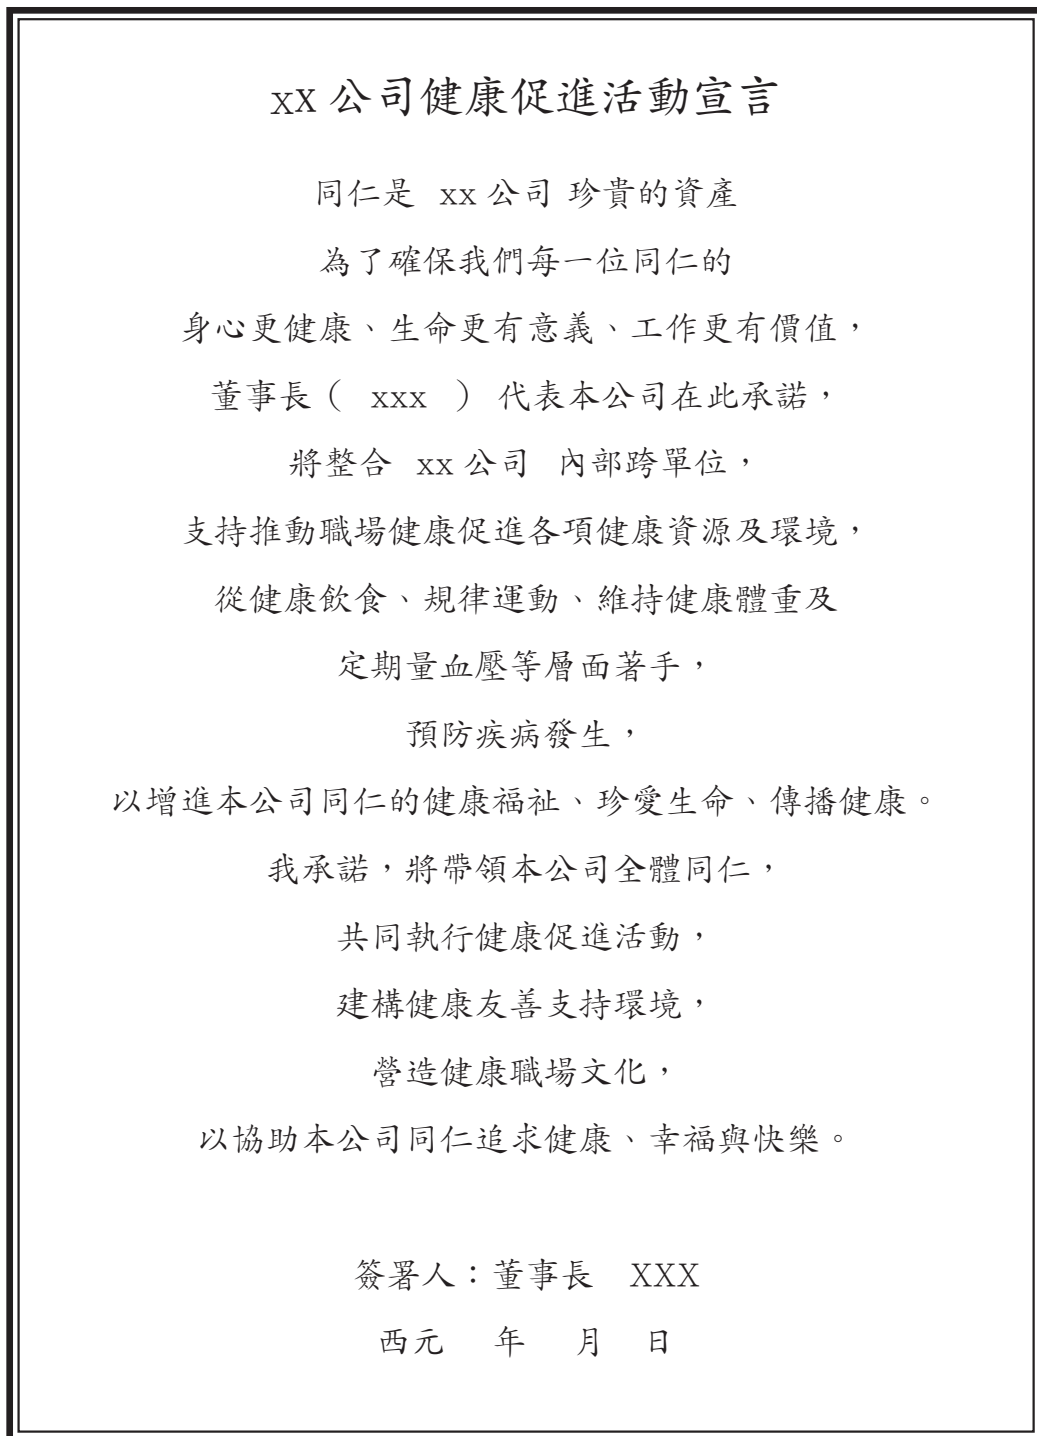 xx 公司健康促進活動宣言
同仁是 xx 公司 珍貴的資產
為了確保我們每一位同仁的
身心更健康、生命更有意義、工作更有價值，
董事長（ xxx ） 代表本公司在此承諾，
將整合 xx 公司 內部跨單位，
支持推動職場健康促進各項健康資源及環境，
從健康飲食、規律運動、維持健康體重及
定期量血壓等層面著手，
預防疾病發生，
以增進本公司同仁的健康福祉、珍愛生命、傳播健康。
我承諾，將帶領本公司全體同仁，
共同執行健康促進活動，
建構健康友善支持環境，
營造健康職場文化，
以協助本公司同仁追求健康、幸福與快樂。
簽署人：董事長 XXX
西元 年 月 日